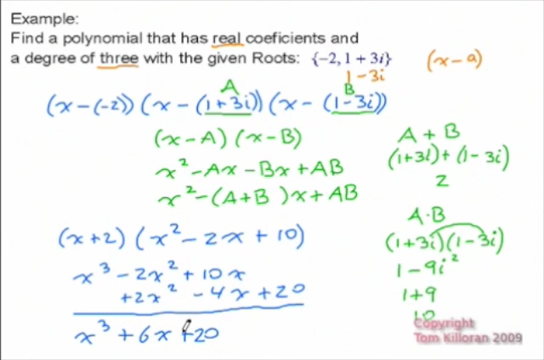 Example:
Find a polynomial that has real coeficients and
a degree of three with the given Roots: {-2, 1 + 3i} (x-a)
1-3i
A B
(x-(-2))(x-(1+3i))(x-(1-3i))
(x-A)(x-B)
x²-Ax-Bx+AB
x²-(A+B)x+AB
A+B
(1+3i)+(1-3i)
2
A·B
(1+3i)(1-3i)
1-9i²
1+9
10
(x+2)(x²-2x+10)
x³-2x²+10x
+2x²-4x+20
x³+6x+20
Copyright
Tom Killoran 2009